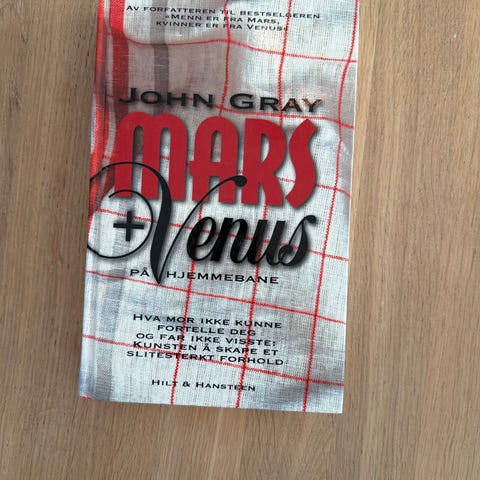 AV FORFATTEREN TIL BESTSELGEREN
«MENN ER FRA MARS,
KVINNER ER FRA VENUS»
JOHN GRAY
MARS
+Venus
PÅ HJEMMEBANE
HVA MOR IKKE KUNNE
FORTELLE DEG
OG FAR IKKE VISSTE:
KUNSTEN Å SKAPE ET
SLITESTERKT FORHOLD
HILT & HANSTEEN